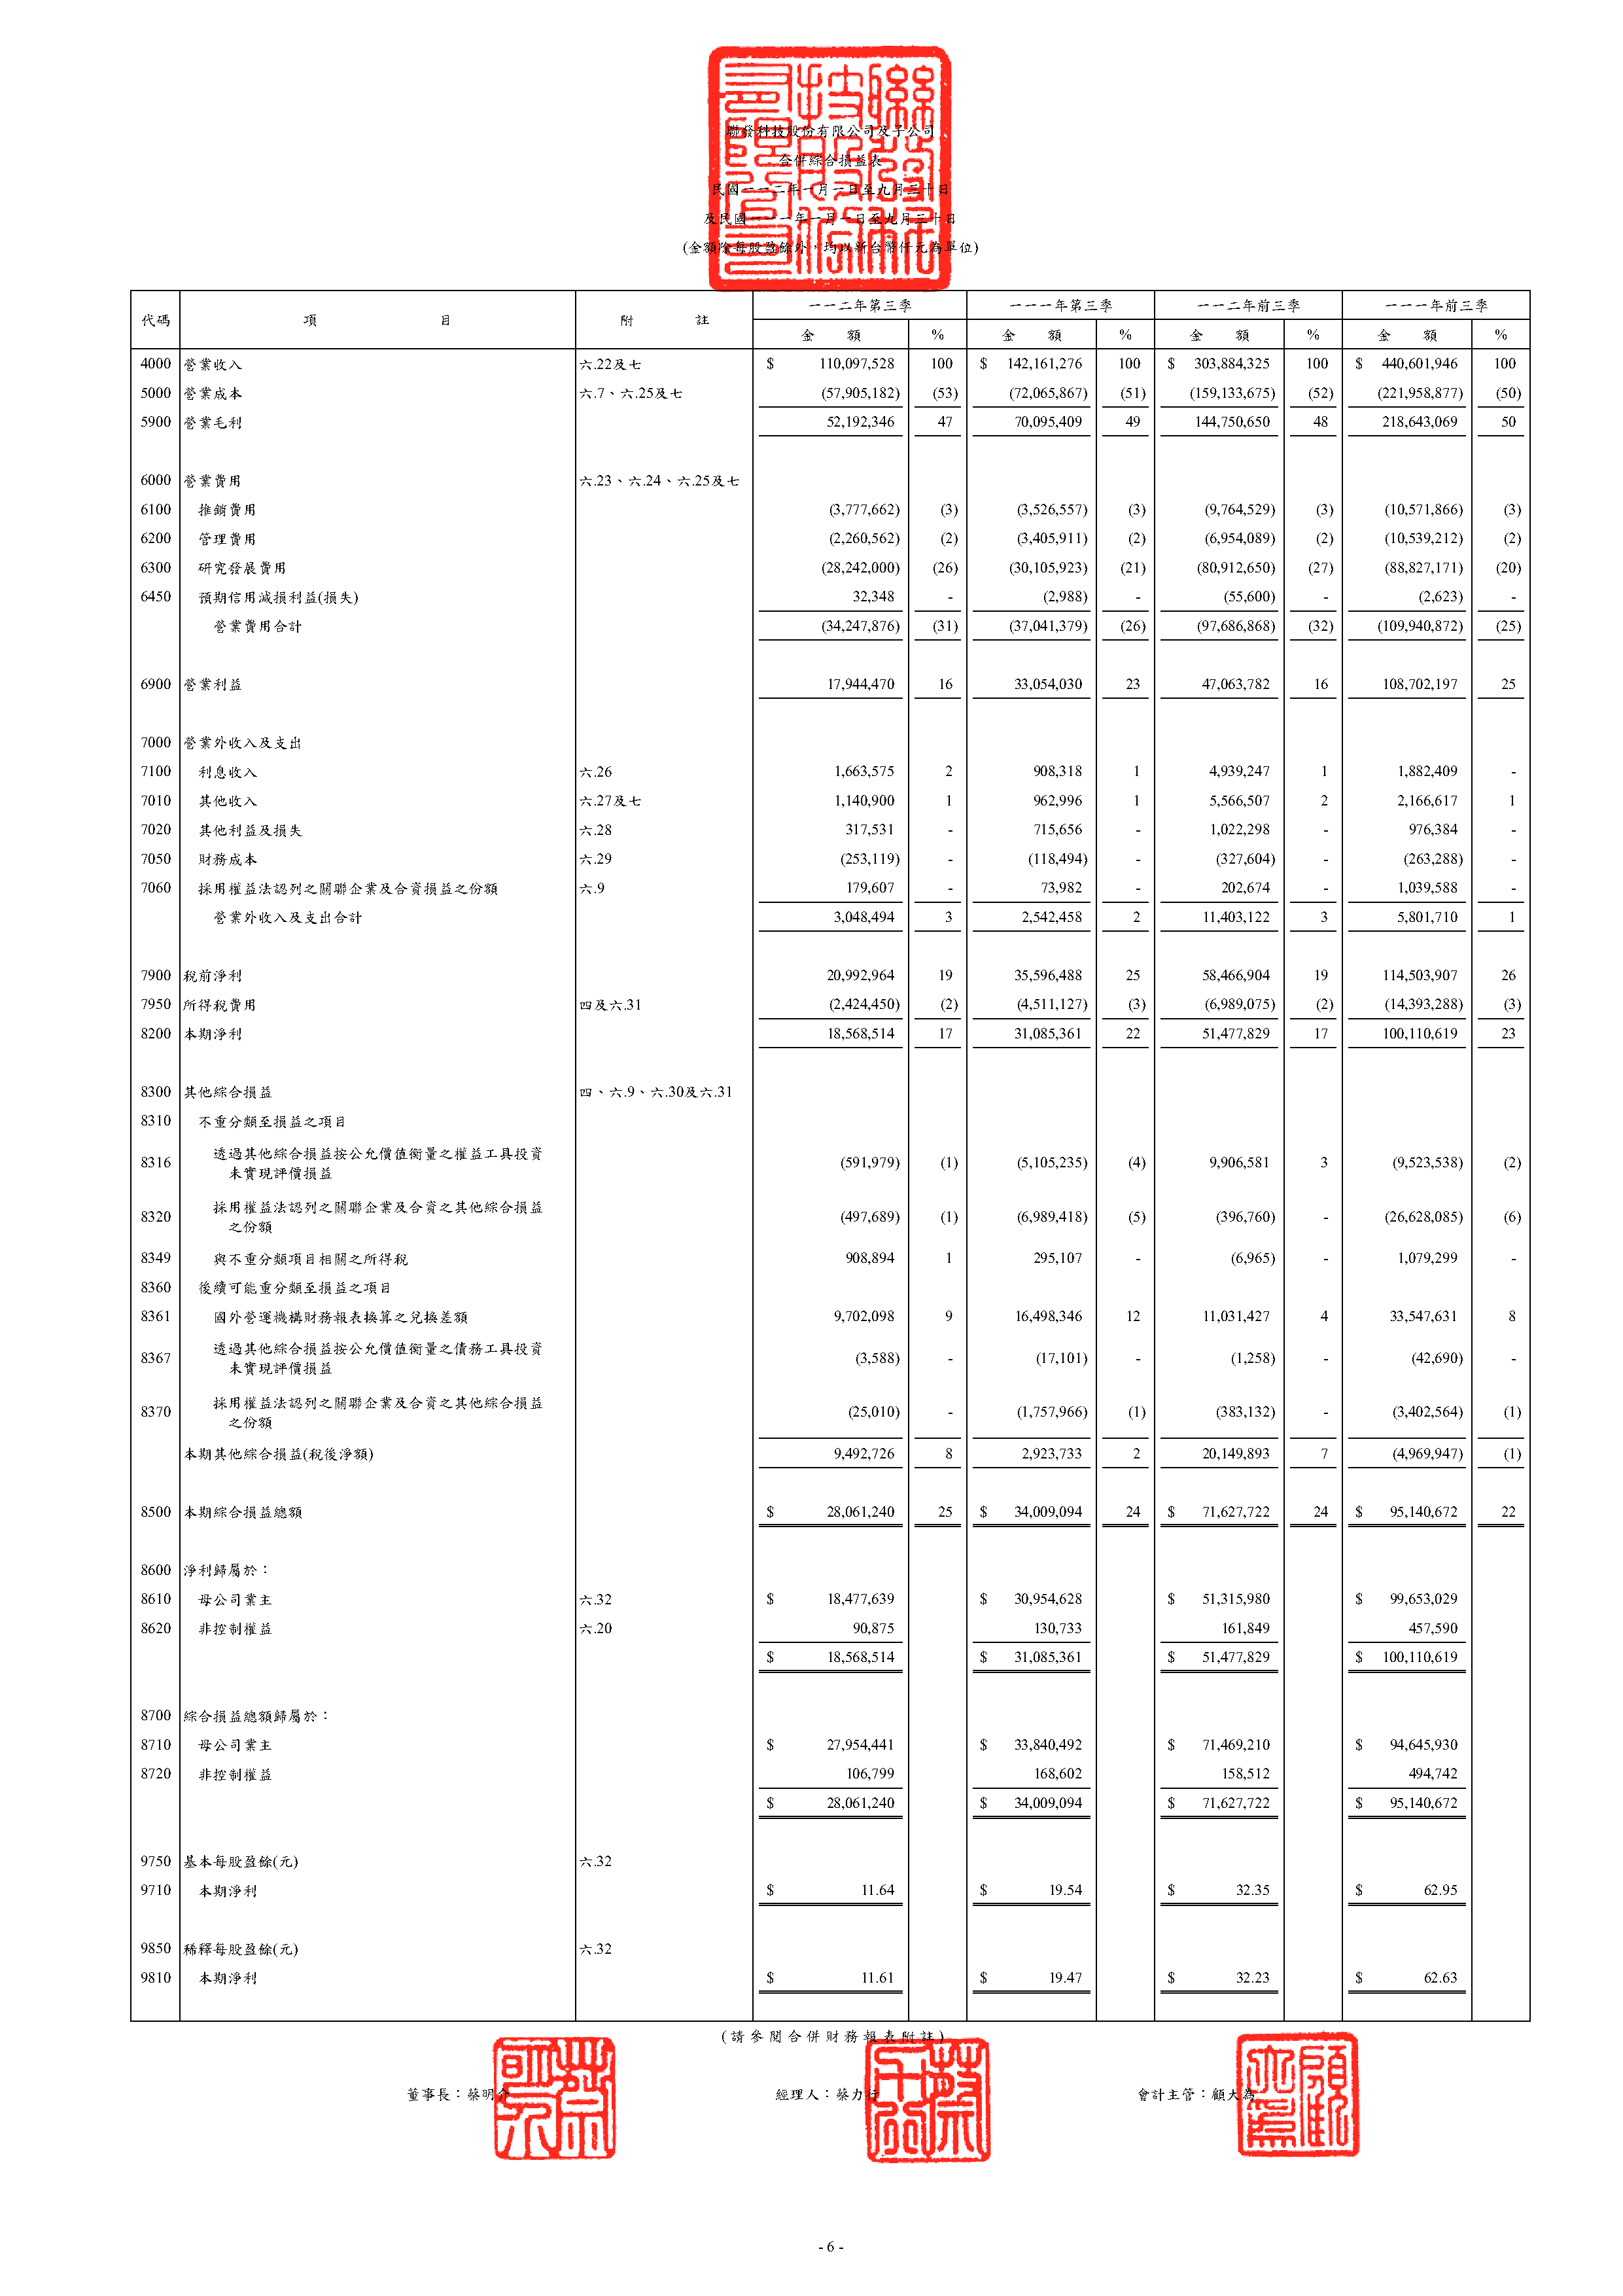 聯發科技股份有限公司及子公司
合併綜合損益表
民國一一二年一月一日至九月三十日
及民國一一一年一月一日至九月三十日
(金額除每股盈餘外，均以新台幣仟元為單位)
代碼 項 目 附 註 一一二年第三季 一一一年第三季 一一二年前三季 一一一年前三季
金 額 % 金 額 % 金 額 % 金 額 %
4000 營業收入 六.22及七 $ 110,097,528 100 $ 142,161,276 100 $ 303,884,325 100 $ 440,601,946 100
5000 營業成本 六.7、六.25及七 (57,905,182) (53) (72,065,867) (51) (159,133,675) (52) (221,958,877) (50)
5900 營業毛利 52,192,346 47 70,095,409 49 144,750,650 48 218,643,069 50
6000 營業費用 六.23、六.24、六.25及七
6100 推銷費用 (3,777,662) (3) (3,526,557) (3) (9,764,529) (3) (10,571,866) (3)
6200 管理費用 (2,260,562) (2) (3,405,911) (2) (6,954,089) (2) (10,539,212) (2)
6300 研究發展費用 (28,242,000) (26) (30,105,923) (21) (80,912,650) (27) (88,827,171) (20)
6450 預期信用減損利益(損失) 32,348 - (2,988) - (55,600) - (2,623) -
營業費用合計 (34,247,876) (31) (37,041,379) (26) (97,686,868) (32) (109,940,872) (25)
6900 營業利益 17,944,470 16 33,054,030 23 47,063,782 16 108,702,197 25
7000 營業外收入及支出
7100 利息收入 六.26 1,663,575 2 908,318 1 4,939,247 1 1,882,409 -
7010 其他收入 六.27及七 1,140,900 1 962,996 1 5,566,507 2 2,166,617 1
7020 其他利益及損失 六.28 317,531 - 715,656 - 1,022,298 - 976,384 -
7050 財務成本 六.29 (253,119) - (118,494) - (327,604) - (263,288) -
7060 採用權益法認列之關聯企業及合資損益之份額 六.9 179,607 - 73,982 - 202,674 - 1,039,588 -
營業外收入及支出合計 3,048,494 3 2,542,458 2 11,403,122 3 5,801,710 1
7900 稅前淨利 20,992,964 19 35,596,488 25 58,466,904 19 114,503,907 26
7950 所得稅費用 四及六.31 (2,424,450) (2) (4,511,127) (3) (6,989,075) (2) (14,393,288) (3)
8200 本期淨利 18,568,514 17 31,085,361 22 51,477,829 17 100,110,619 23
8300 其他綜合損益 四、六.9、六.30及六.31
8310 不重分類至損益之項目
8316 透過其他綜合損益按公允價值衡量之權益工具投資
未實現評價損益 (591,979) (1) (5,105,235) (4) 9,906,581 3 (9,523,538) (2)
8320 採用權益法認列之關聯企業及合資之其他綜合損益
之份額 (497,689) (1) (6,989,418) (5) (396,760) - (26,628,085) (6)
8349 與不重分類項目相關之所得稅 908,894 1 295,107 - (6,965) - 1,079,299 -
8360 後續可能重分類至損益之項目
8361 國外營運機構財務報表換算之兌換差額 9,702,098 9 16,498,346 12 11,031,427 4 33,547,631 8
8367 透過其他綜合損益按公允價值衡量之債務工具投資
未實現評價損益 (3,588) - (17,101) - (1,258) - (42,690) -
8370 採用權益法認列之關聯企業及合資之其他綜合損益
之份額 (25,010) - (1,757,966) (1) (383,132) - (3,402,564) (1)
本期其他綜合損益(稅後淨額) 9,492,726 8 2,923,733 2 20,149,893 7 (4,969,947) (1)
8500 本期綜合損益總額 $ 28,061,240 25 $ 34,009,094 24 $ 71,627,722 24 $ 95,140,672 22
8600 淨利歸屬於：
8610 母公司業主 六.32 $ 18,477,639 $ 30,954,628 $ 51,315,980 $ 99,653,029
8620 非控制權益 六.20 90,875 130,733 161,849 457,590
$ 18,568,514 $ 31,085,361 $ 51,477,829 $ 100,110,619
8700 綜合損益總額歸屬於：
8710 母公司業主 $ 27,954,441 $ 33,840,492 $ 71,469,210 $ 94,645,930
8720 非控制權益 106,799 168,602 158,512 494,742
$ 28,061,240 $ 34,009,094 $ 71,627,722 $ 95,140,672
9750 基本每股盈餘(元) 六.32
9710 本期淨利 $ 11.64 $ 19.54 $ 32.35 $ 62.95
9850 稀釋每股盈餘(元) 六.32
9810 本期淨利 $ 11.61 $ 19.47 $ 32.23 $ 62.63
(請參閱合併財務報表附註)
董事長：蔡明介 經理人：蔡力行 會計主管：顧大為
- 6 -